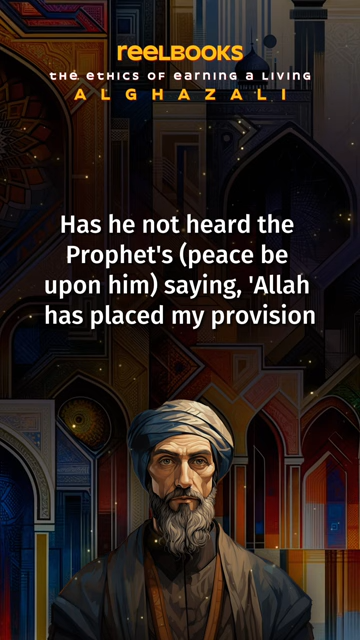 reelBOOKS
the ethics of earning a living
ALGHAZALI
Has he not heard the
Prophet's (peace be
upon him) saying, 'Allah
has placed my provision